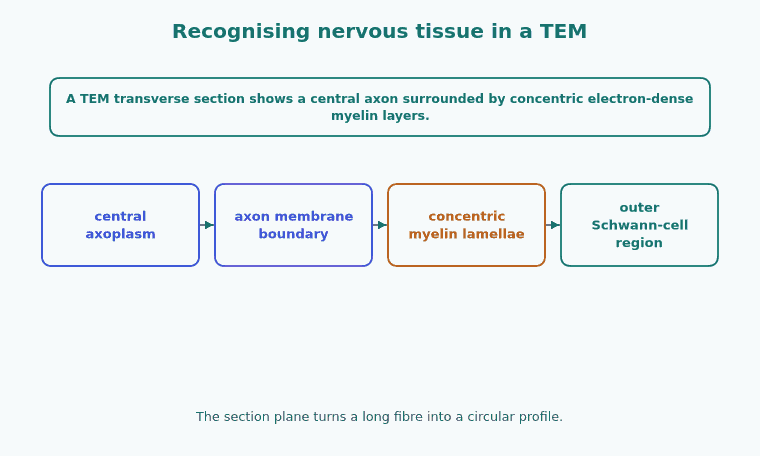 Recognising nervous tissue in a TEM
A TEM transverse section shows a central axon surrounded by concentric electron-dense
myelin layers.
central
axoplasm
axon membrane
boundary
concentric
myelin lamellae
outer
Schwann-cell
region
The section plane turns a long fibre into a circular profile.